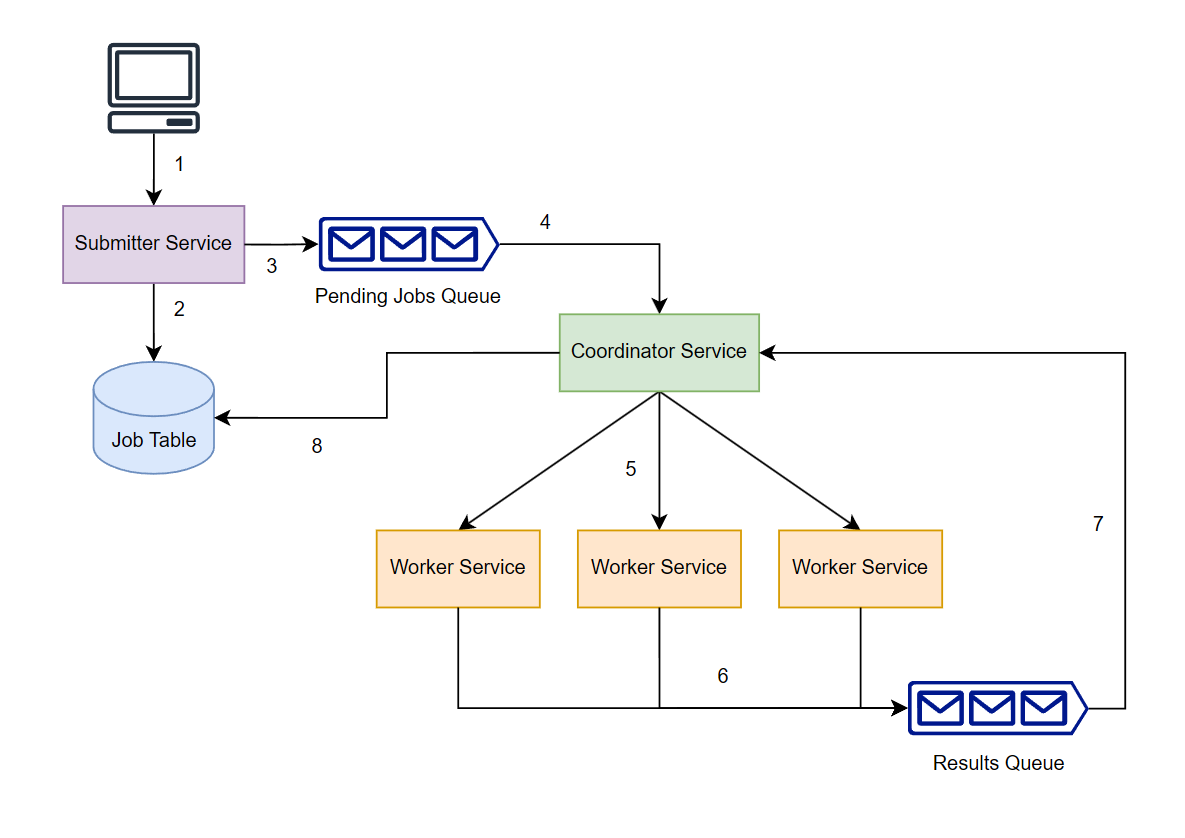 1
Submitter Service
3
Pending Jobs Queue
4
2
Coordinator Service
Job Table
8
5
Worker Service
Worker Service
Worker Service
7
6
Results Queue